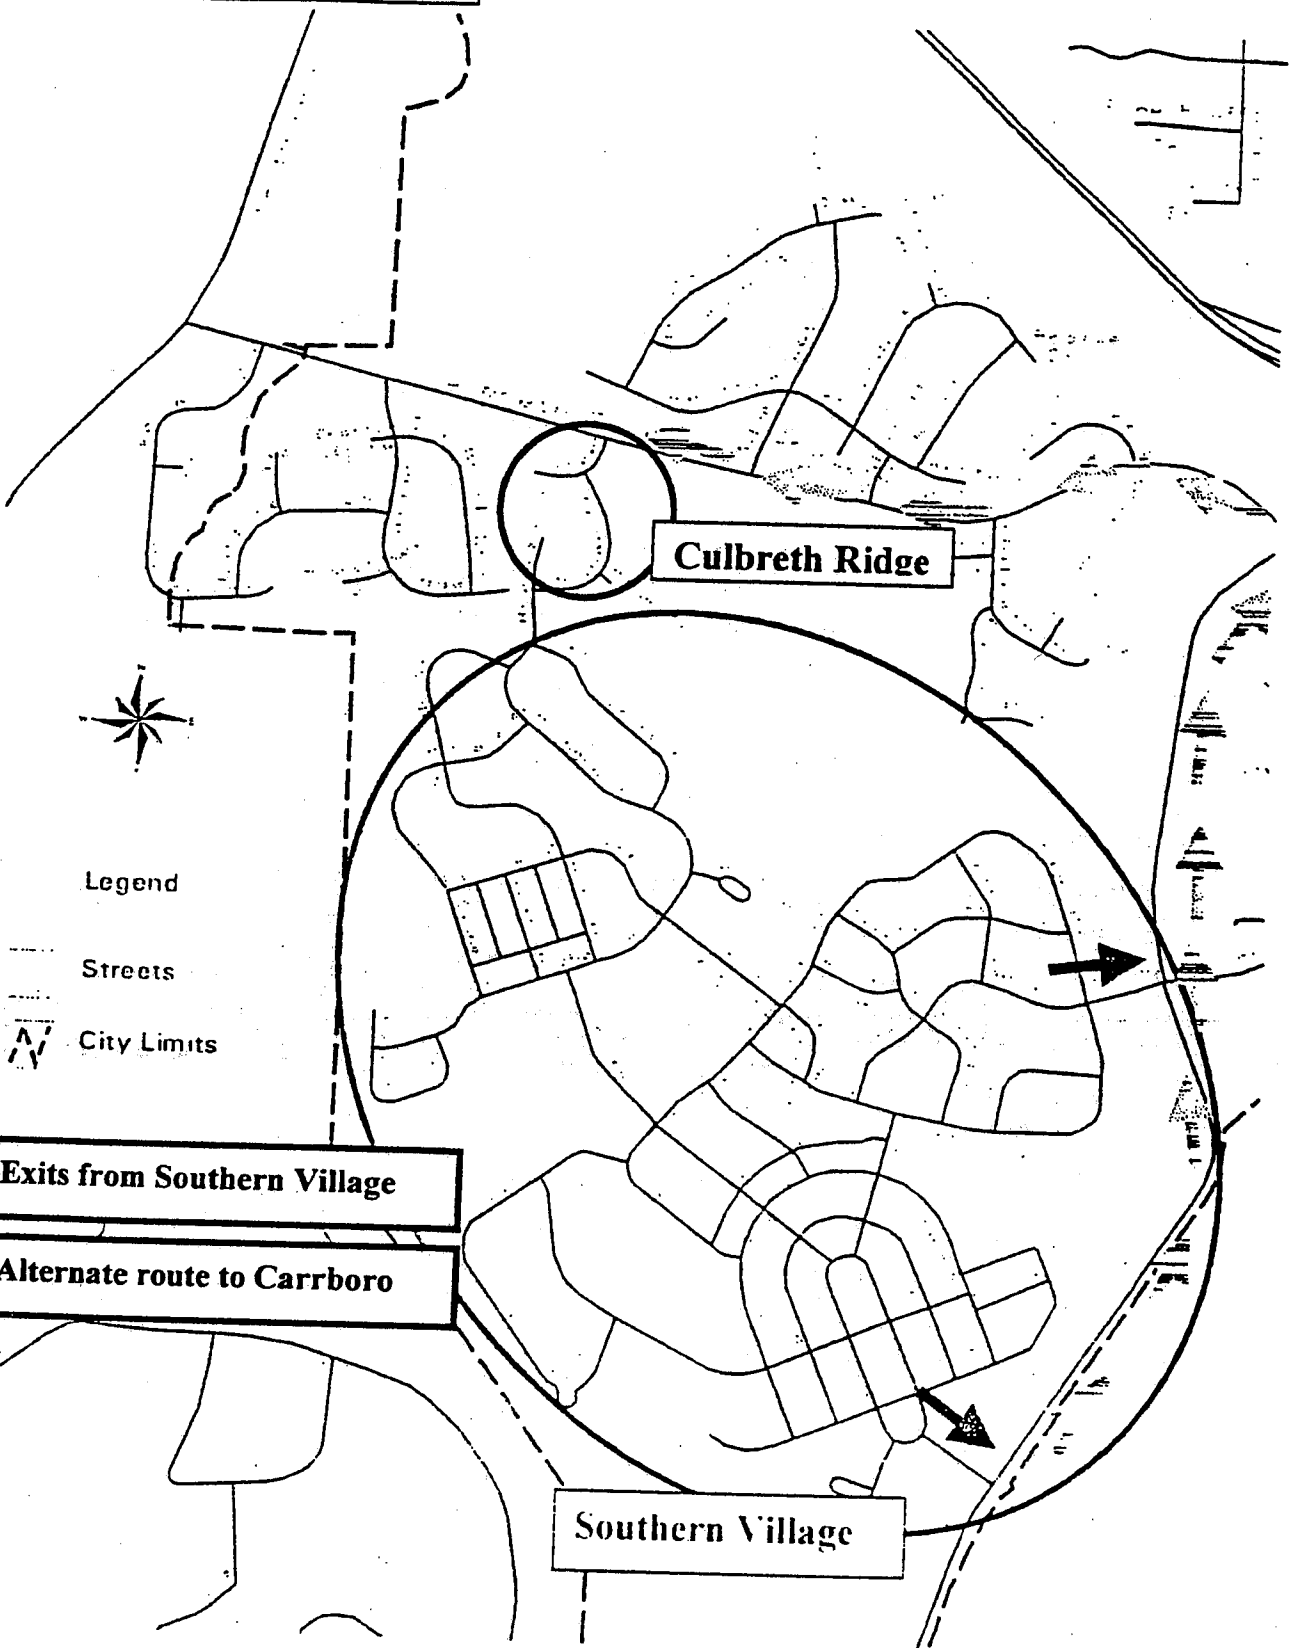 Culbreth Ridge
Legend
Streets
City Limits
Exits from Southern Village
Alternate route to Carrboro
Southern Village